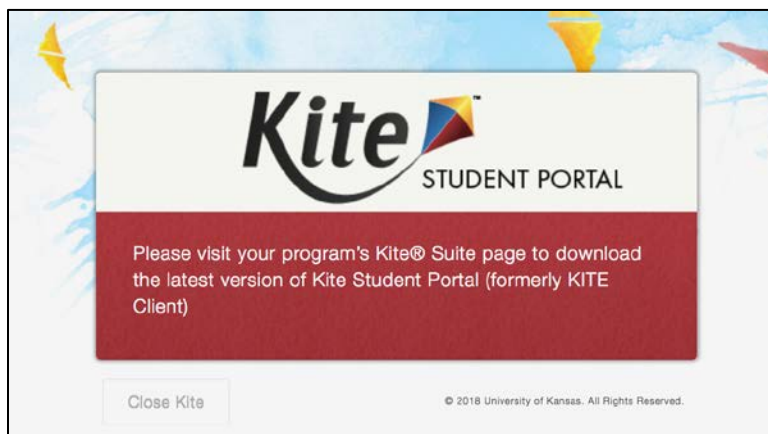 Kite™
STUDENT PORTAL
Please visit your program's Kite® Suite page to download
the latest version of Kite Student Portal (formerly KITE
Client)
Close Kite
© 2018 University of Kansas. All Rights Reserved.